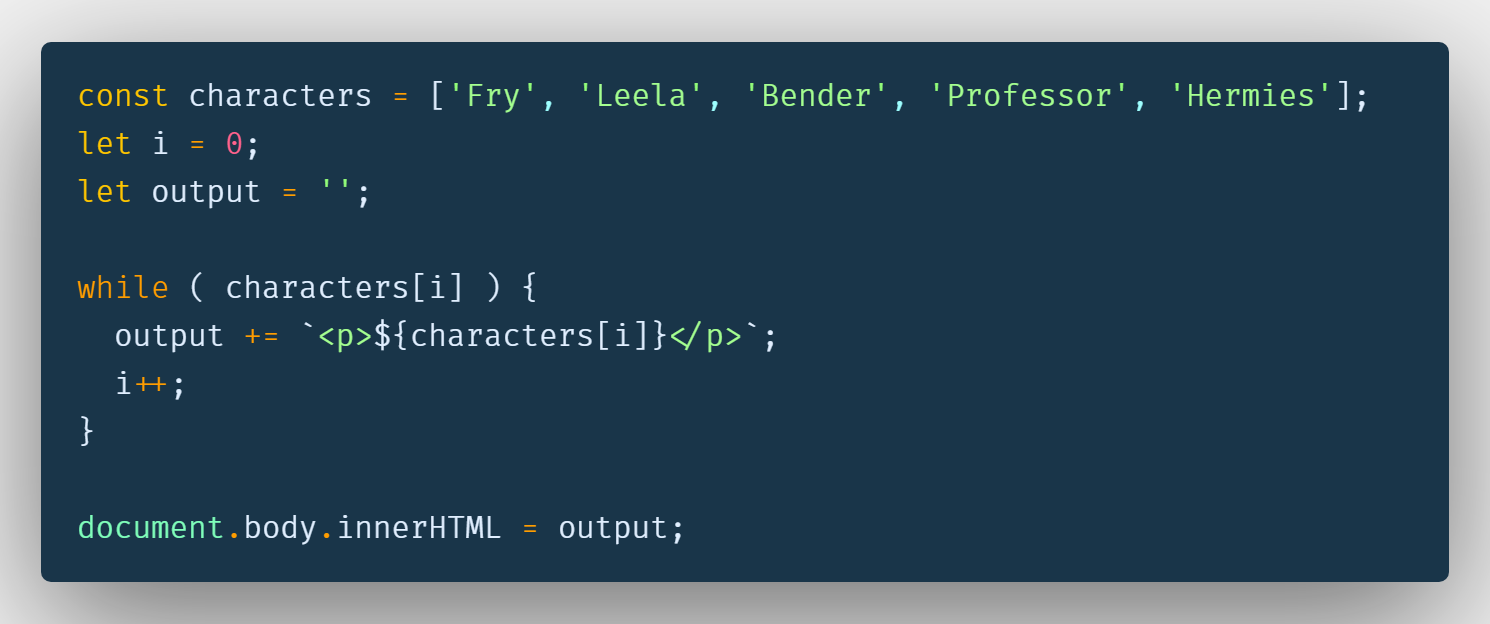 const characters = ['Fry', 'Leela', 'Bender', 'Professor', 'Hermies'];
let i = 0;
let output = '';
while ( characters[i] ) {
  output += `<p>${characters[i]}</p>`;
  i++;
}
document.body.innerHTML = output;